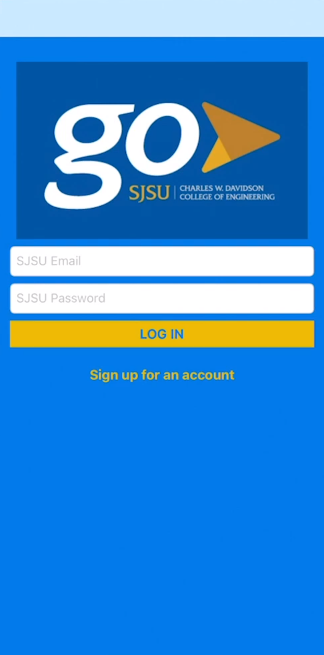 go
SJSU
CHARLES W. DAVIDSON
COLLEGE OF ENGINEERING
SJSU Email
SJSU Password
LOG IN
Sign up for an account